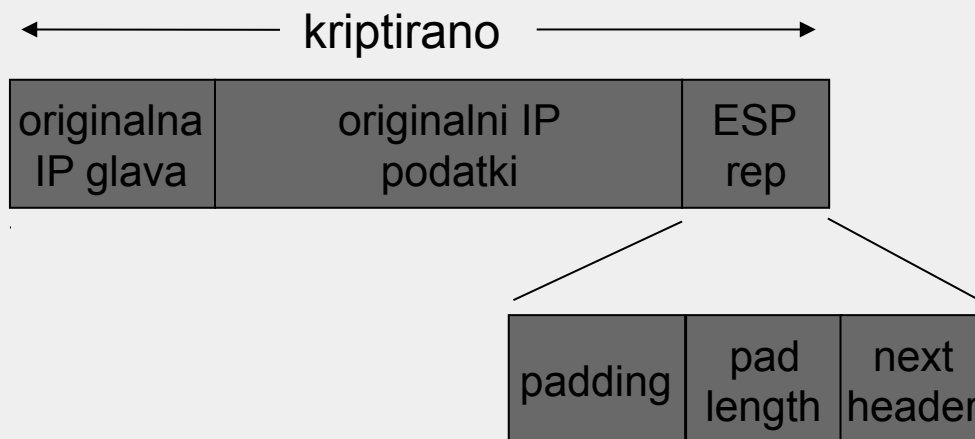 kriptirano
originalna
IP glava
originalni IP
podatki
ESP
rep
padding
pad
length
next
header